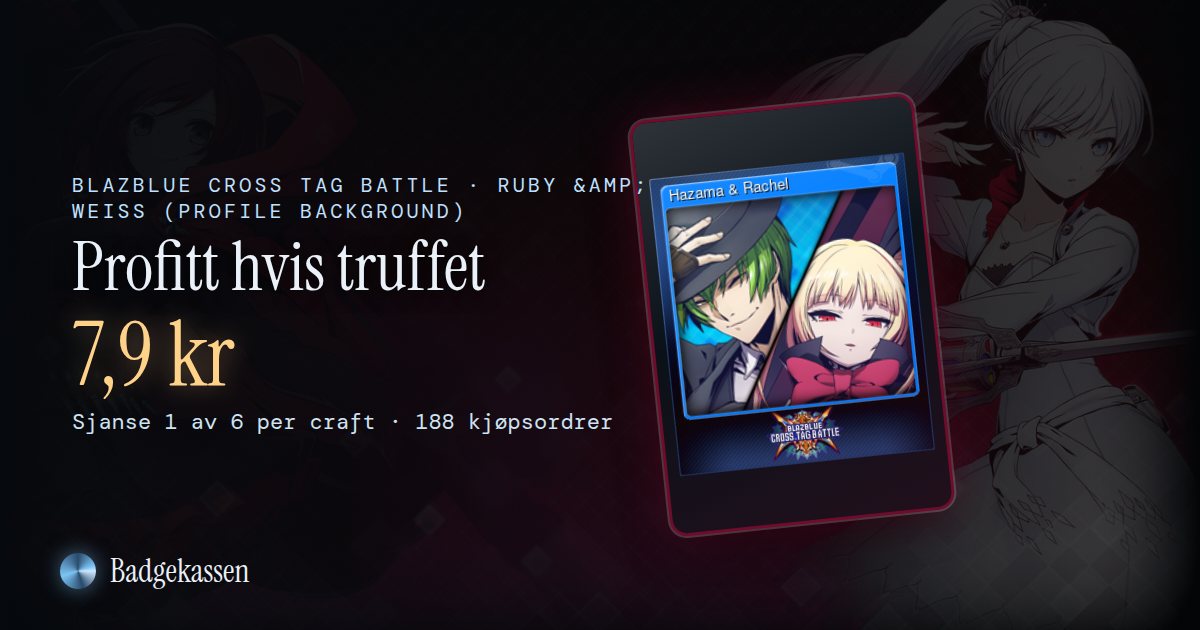 BLAZBLUE CROSS TAG BATTLE · RUBY &AMP;
WEISS (PROFILE BACKGROUND)
Profitt hvis truffet
7,9 kr
Sjanse 1 av 6 per craft · 188 kjøpsordrer
Hazama & Rachel
BLAZBLUE
CROSS TAG BATTLE
Badgekassen